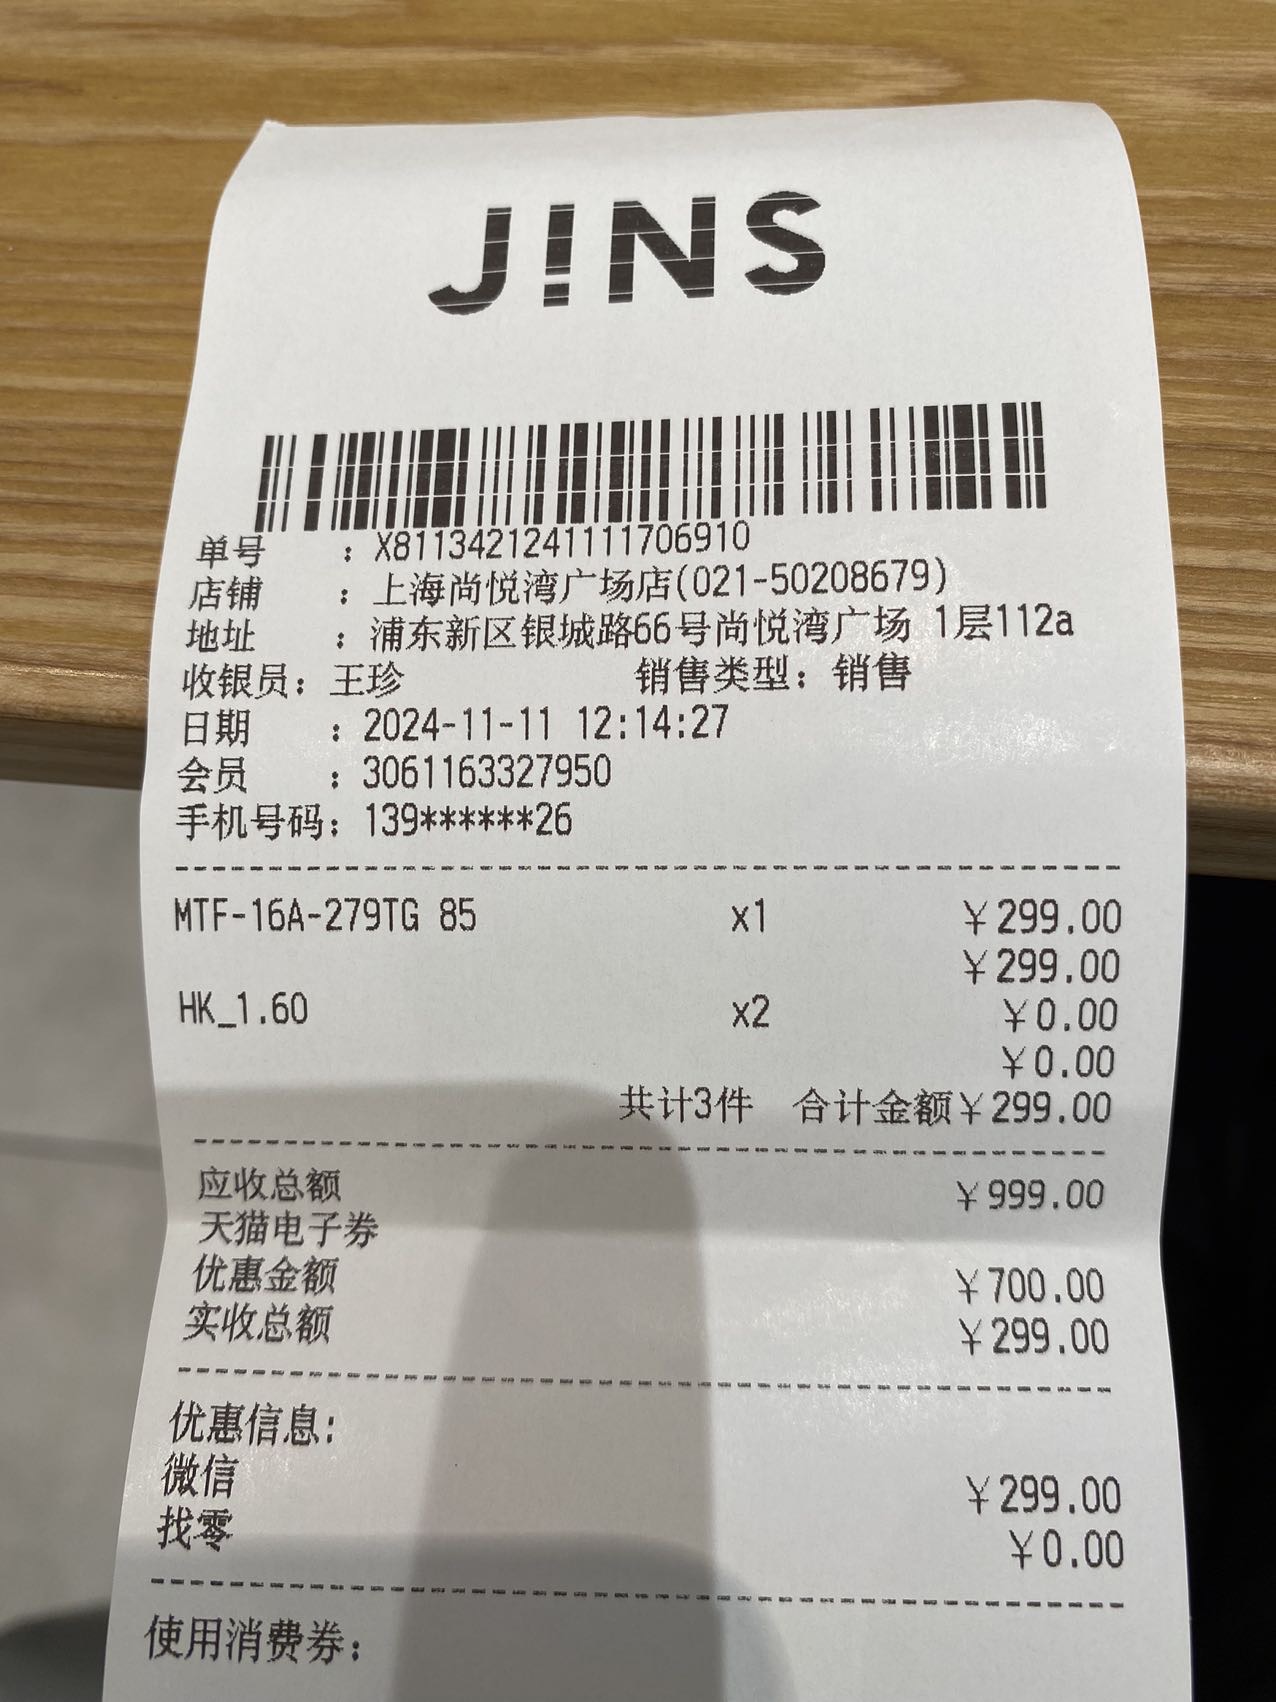 JINS
单号 : X8113421241111706910
店铺 : 上海尚悦湾广场店(021-50208679)
地址 : 浦东新区银城路66号尚悦湾广场 1层112a
收银员: 王珍 销售类型: 销售
日期 : 2024-11-11 12:14:27
会员 : 3061163327950
手机号码: 139******26
MTF-16A-279TG 85 x1 ¥299.00
¥299.00
HK_1.60 x2 ¥0.00
¥0.00
共计3件 合计金额¥299.00
应收总额 ¥999.00
天猫电子券
优惠金额 ¥700.00
实收总额 ¥299.00
优惠信息:
微信 ¥299.00
找零 ¥0.00
使用消费券: